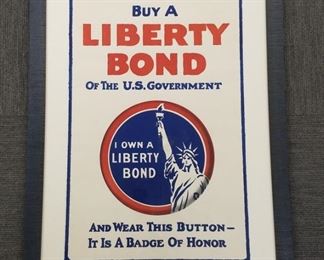 BUY A
LIBERTY
BOND
OF THE U.S. GOVERNMENT
I OWN A
LIBERTY
BOND
AND WEAR THIS BUTTON—
IT IS A BADGE OF HONOR